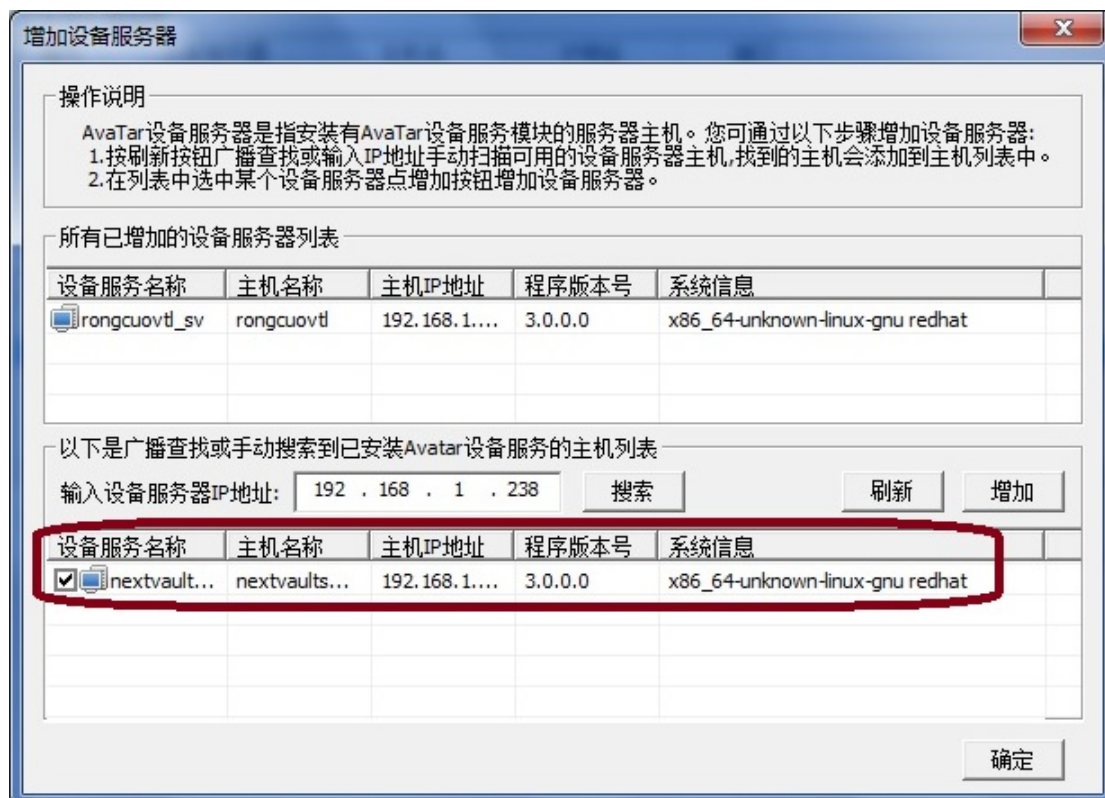 增加设备服务器
操作说明
AvaTar设备服务器是指安装有AvaTar设备服务模块的服务器主机。您可通过以下步骤增加设备服务器:
1.按刷新按钮广播查找或输入IP地址手动扫描可用的设备服务器主机,找到的主机会添加到主机列表中。
2.在列表中选中某个设备服务器点增加按钮增加设备服务器。
所有已增加的设备服务器列表
设备服务名称 主机名称 主机IP地址 程序版本号 系统信息
rongcuovtl_sv rongcuovtl 192.168.1.... 3.0.0.0 x86_64-unknown-linux-gnu redhat
以下是广播查找或手动搜索到已安装Avatar设备服务的主机列表
输入设备服务器IP地址: 192 . 168 . 1 . 238 搜索 刷新 增加
设备服务名称 主机名称 主机IP地址 程序版本号 系统信息
nextvault... nextvaults... 192.168.1.... 3.0.0.0 x86_64-unknown-linux-gnu redhat
确定